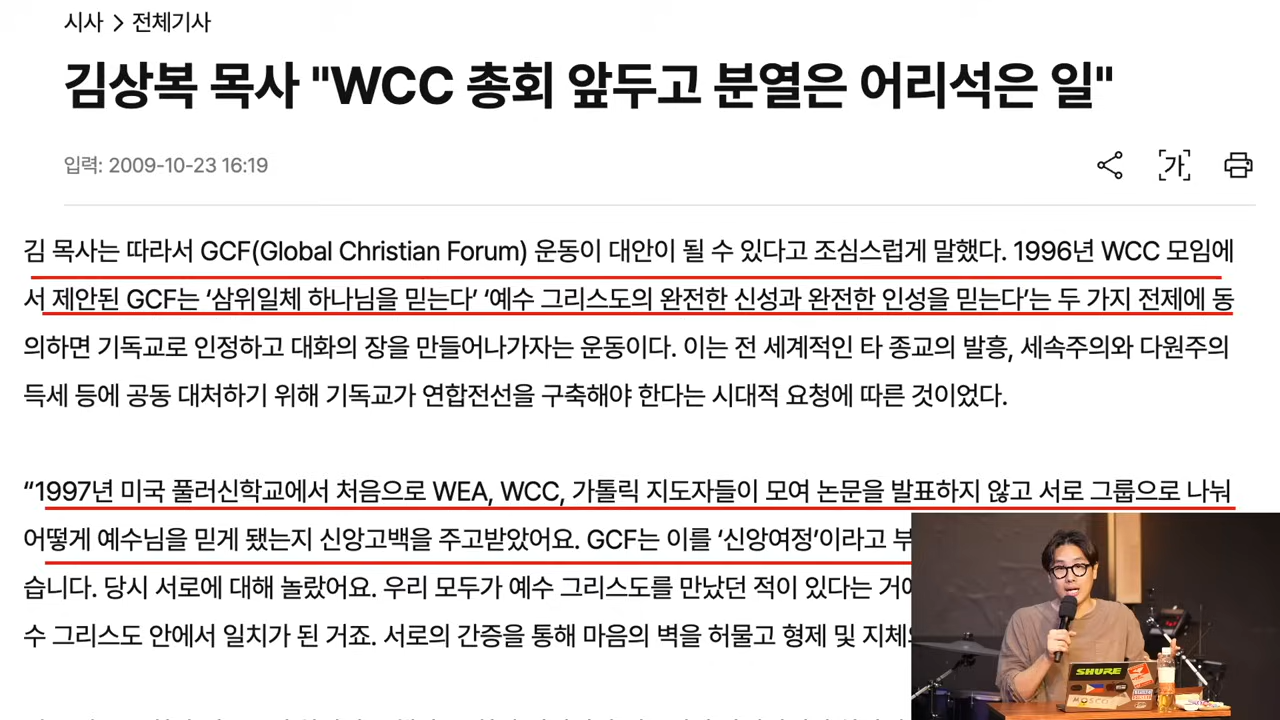 시사 > 전체기사
김상복 목사 "WCC 총회 앞두고 분열은 어리석은 일"
입력: 2009-10-23 16:19
가
김 목사는 따라서 GCF(Global Christian Forum) 운동이 대안이 될 수 있다고 조심스럽게 말했다. 1996년 WCC 모임에
서 제안된 GCF는 ‘삼위일체 하나님을 믿는다’ ‘예수 그리스도의 완전한 신성과 완전한 인성을 믿는다’는 두 가지 전제에 동
의하면 기독교로 인정하고 대화의 장을 만들어나가자는 운동이다. 이는 전 세계적인 타 종교의 발흥, 세속주의와 다원주의
득세 등에 공동 대처하기 위해 기독교가 연합전선을 구축해야 한다는 시대적 요청에 따른 것이었다.
“1997년 미국 풀러신학교에서 처음으로 WEA, WCC, 가톨릭 지도자들이 모여 논문을 발표하지 않고 서로 그룹으로 나눠
어떻게 예수님을 믿게 됐는지 신앙고백을 주고받았어요. GCF는 이를 ‘신앙여정’이라고 부
습니다. 당시 서로에 대해 놀랐어요. 우리 모두가 예수 그리스도를 만났던 적이 있다는 거
수 그리스도 안에서 일치가 된 거죠. 서로의 간증을 통해 마음의 벽을 허물고 형제 및 지체
SHURE
MOSCO